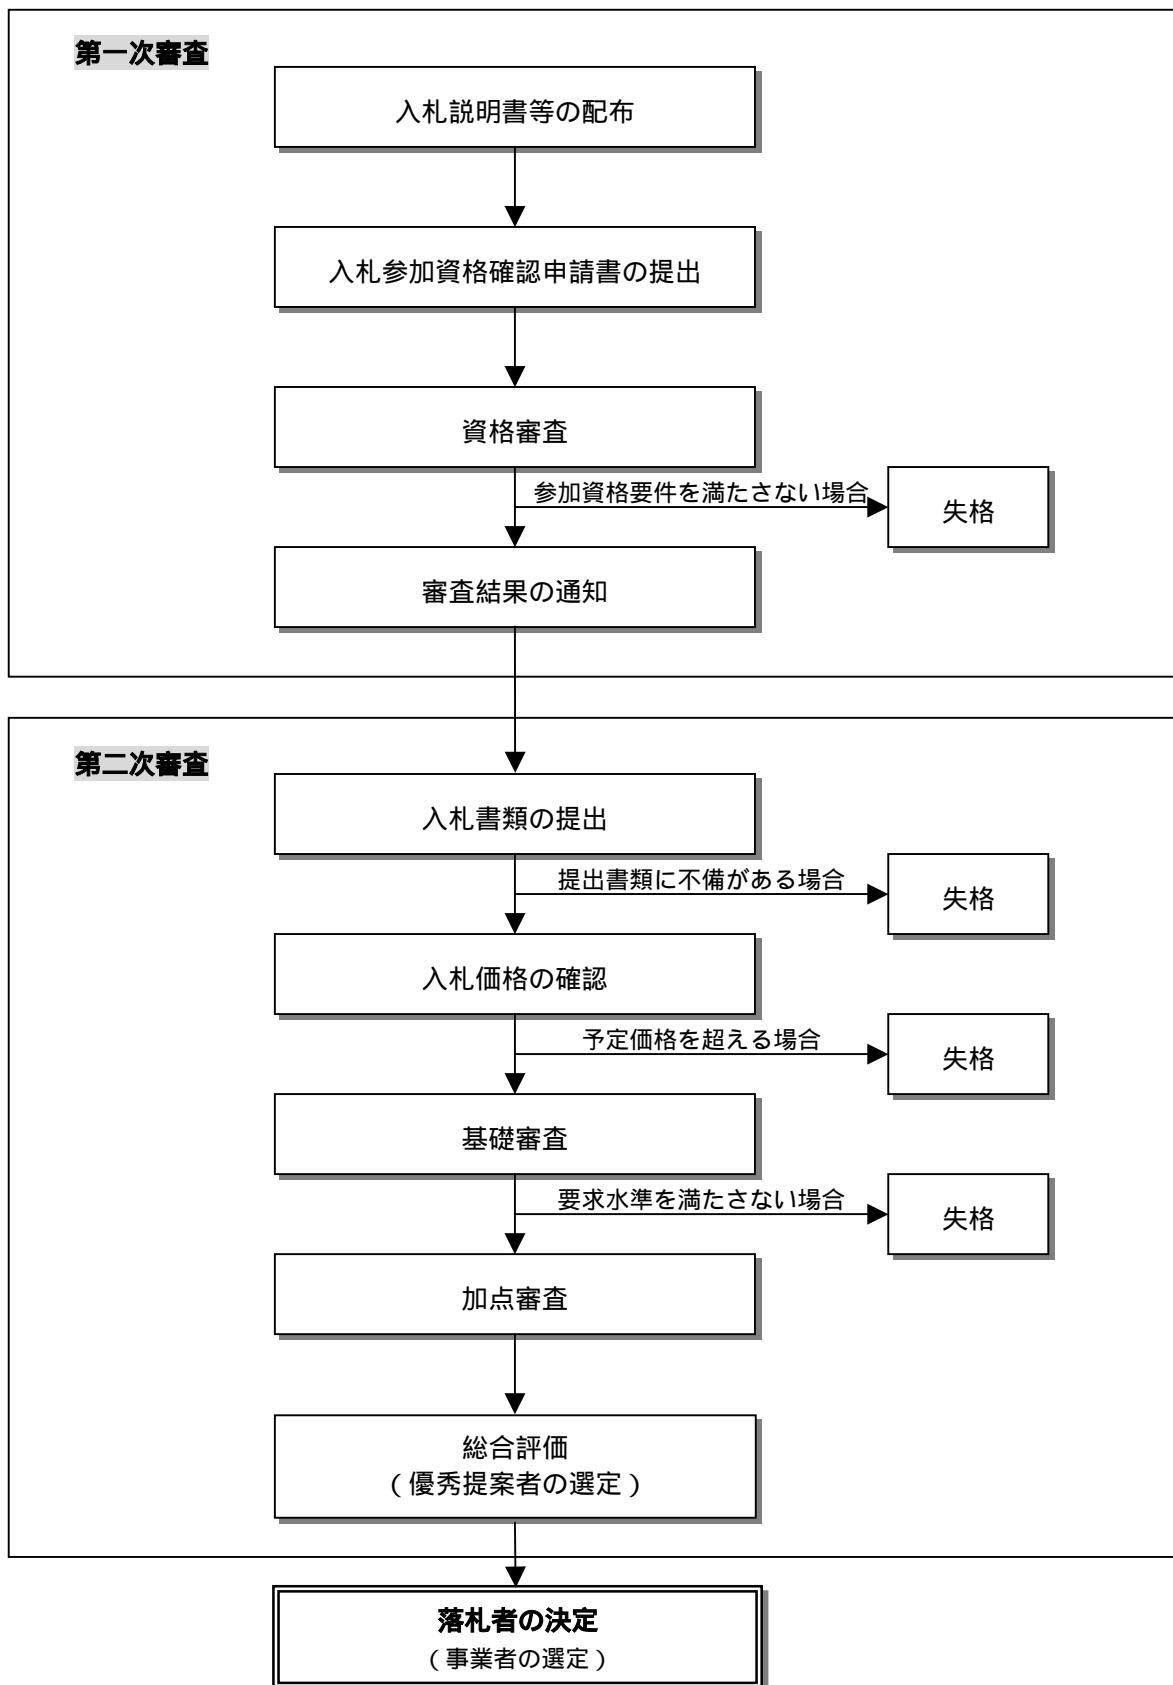 第一次審査
入札説明書等の配布
入札参加資格確認申請書の提出
資格審査
参加資格要件を満たさない場合
失格
審査結果の通知
第二次審査
入札書類の提出
提出書類に不備がある場合
失格
入札価格の確認
予定価格を超える場合
失格
基礎審査
要求水準を満たさない場合
失格
加点審査
総合評価
（優秀提案者の選定）
落札者の決定
（事業者の選定）